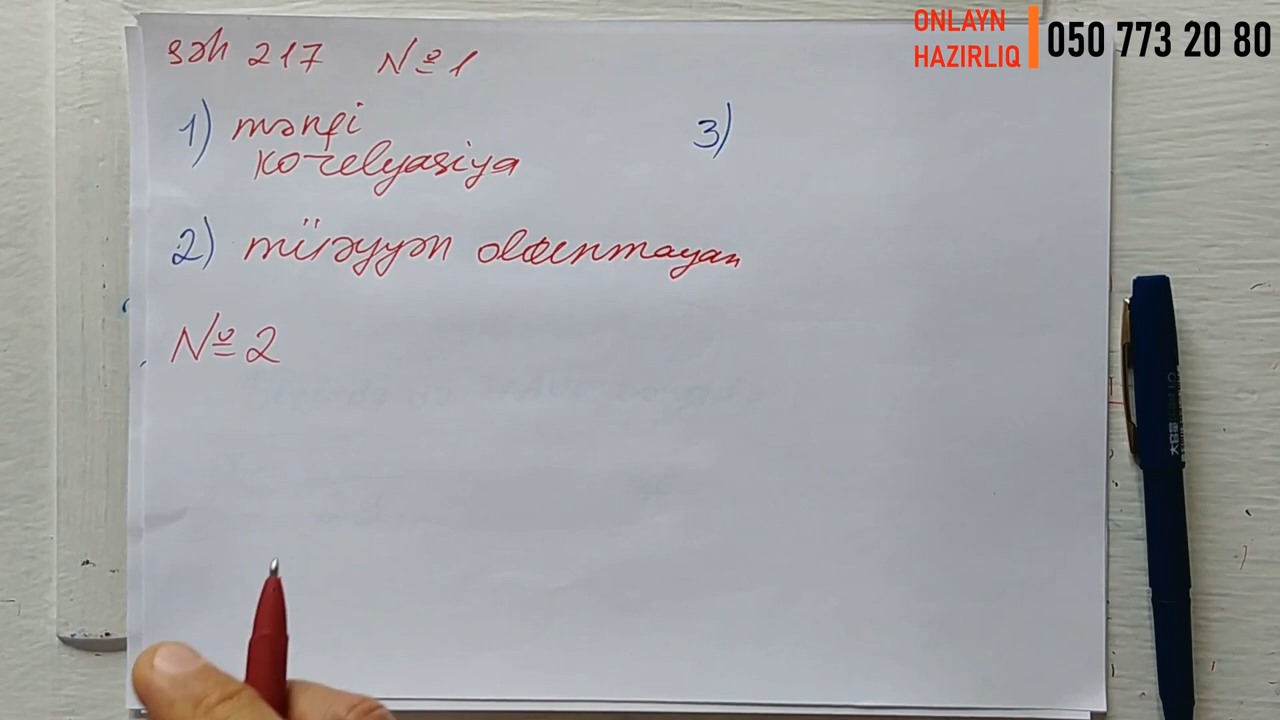 ONLAYN
HAZIRLIQ
050 773 20 80
səh 217 № 1
1) mənfi
korelyasiya
3)
2) müəyyən olunmayan
№ 2